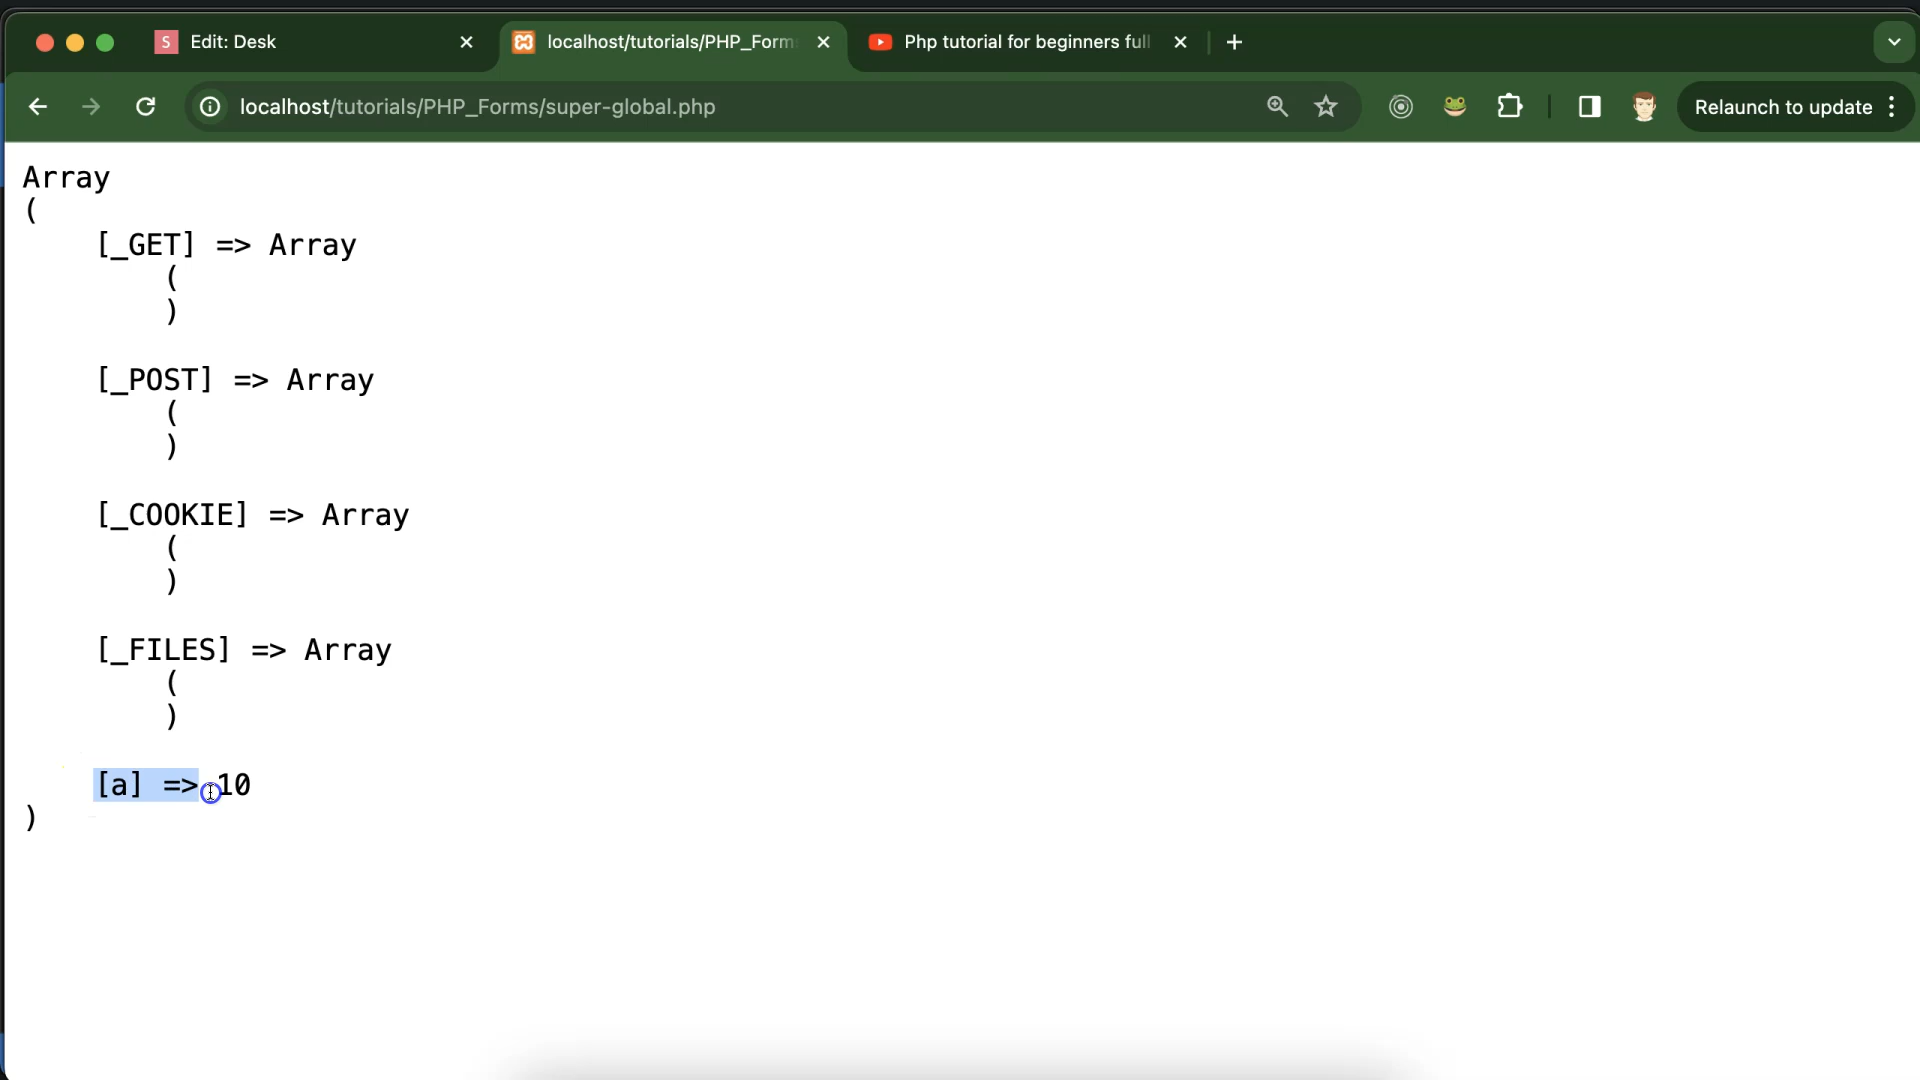 S Edit: Desk
localhost/tutorials/PHP_Form
Php tutorial for beginners full
localhost/tutorials/PHP_Forms/super-global.php
Relaunch to update
Array
(
[_GET] => Array
(
)
[_POST] => Array
(
)
[_COOKIE] => Array
(
)
[_FILES] => Array
(
)
[a] => 10
)